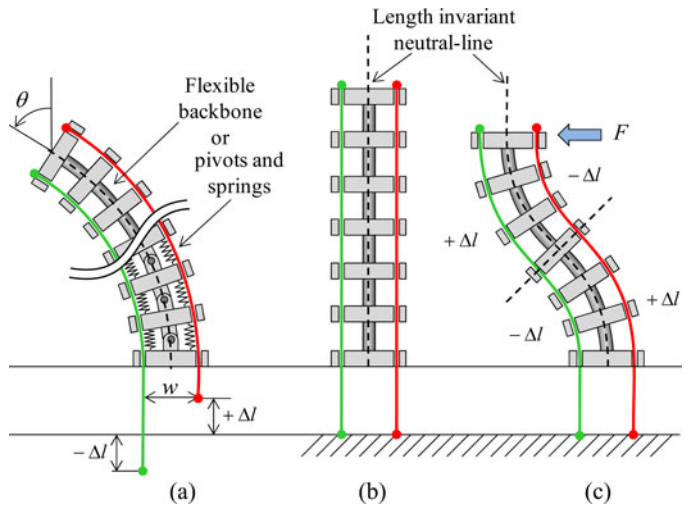 Length invariant
neutral-line
θ
Flexible
backbone
or
pivots and
springs
F
− Δl
+ Δl
+ Δl
− Δl
w
+ Δl
− Δl
(a)
(b)
(c)